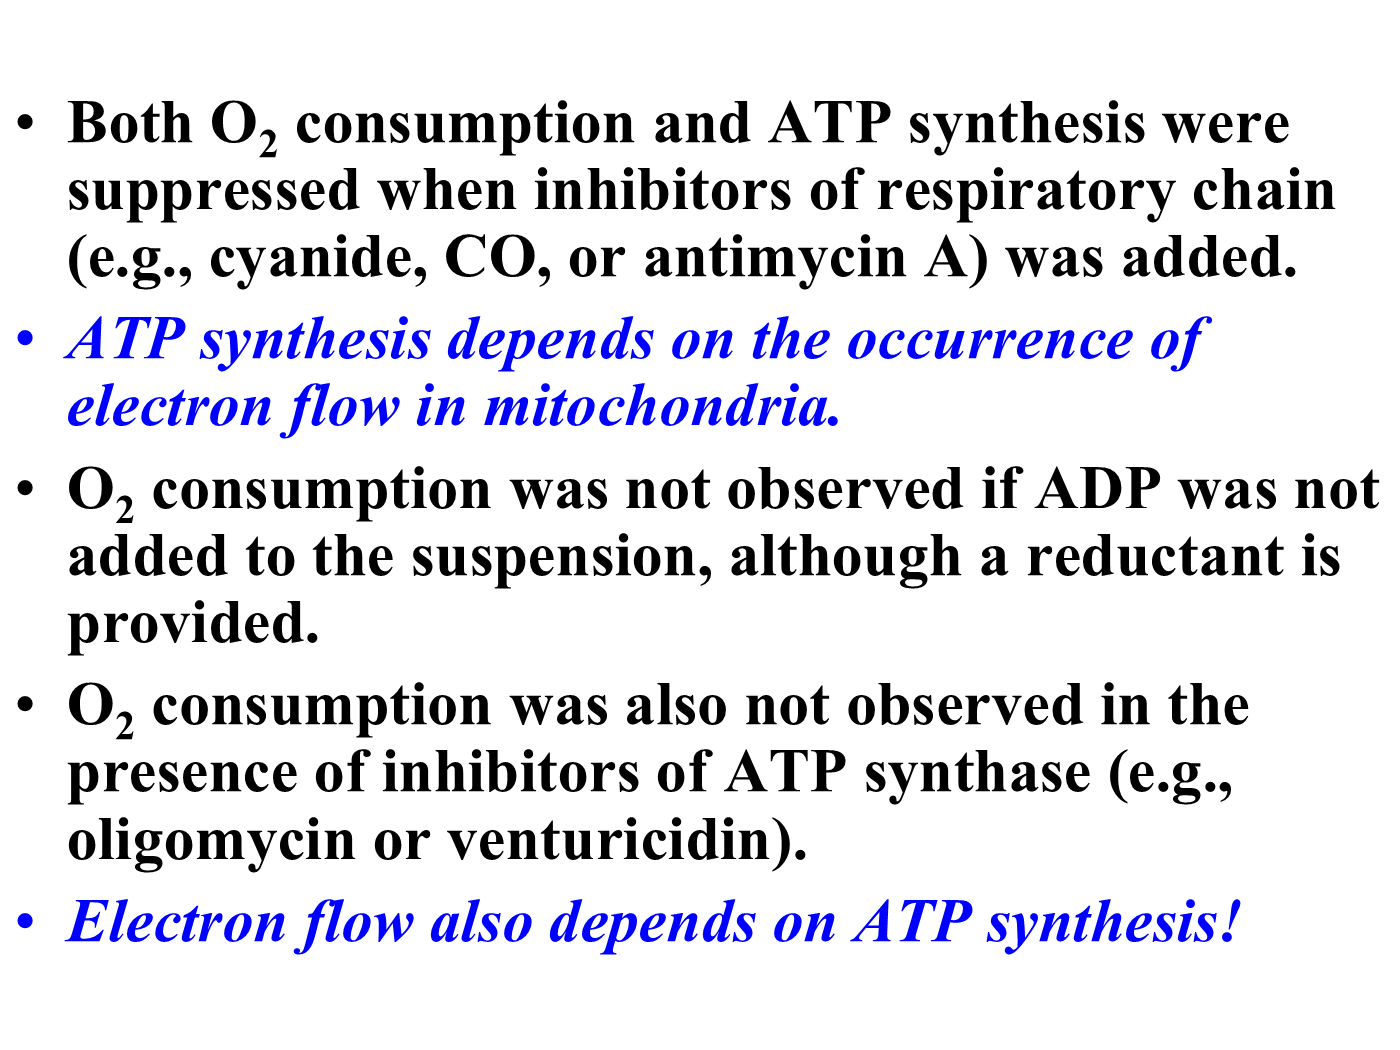 • Both O₂ consumption and ATP synthesis were
suppressed when inhibitors of respiratory chain
(e.g., cyanide, CO, or antimycin A) was added.
• ATP synthesis depends on the occurrence of
electron flow in mitochondria.
• O₂ consumption was not observed if ADP was not
added to the suspension, although a reductant is
provided.
• O₂ consumption was also not observed in the
presence of inhibitors of ATP synthase (e.g.,
oligomycin or venturicidin).
• Electron flow also depends on ATP synthesis!